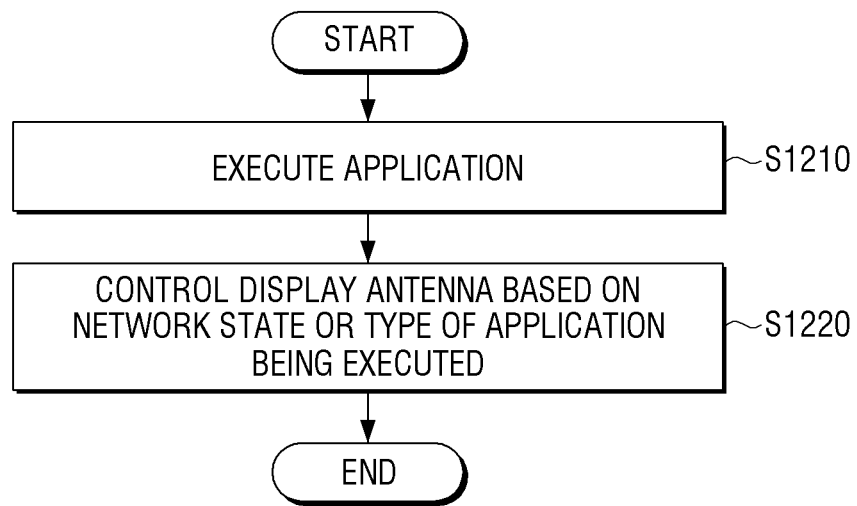 START
EXECUTE APPLICATION
S1210
CONTROL DISPLAY ANTENNA BASED ON
NETWORK STATE OR TYPE OF APPLICATION
BEING EXECUTED
S1220
END